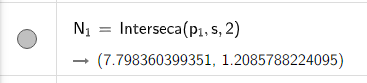 N₁ = Interseca(p₁, s, 2)
→ (7.798360399351, 1.2085788224095)